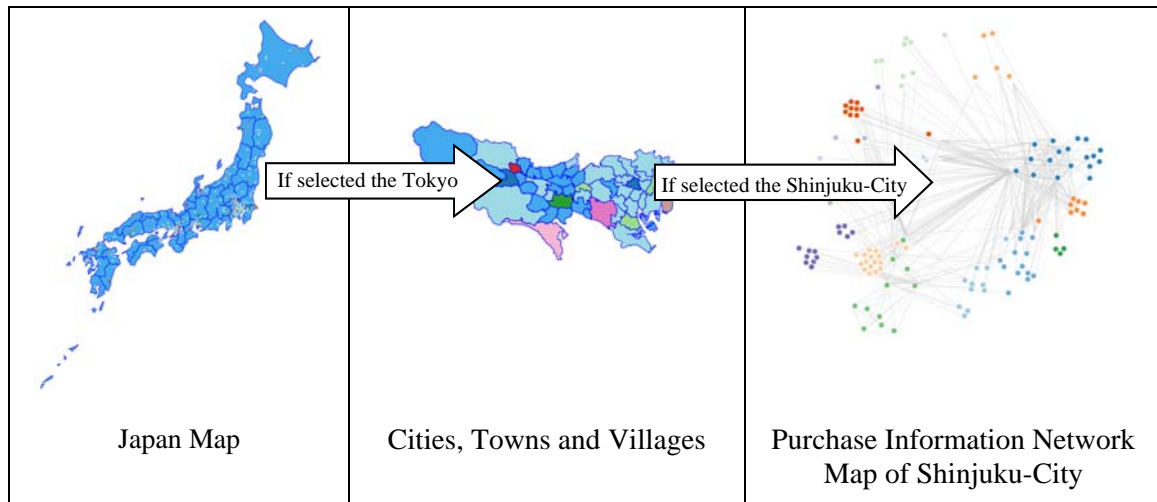 If selected the Tokyo
If selected the Shinjuku-City
Japan Map
Cities, Towns and Villages
Purchase Information Network
Map of Shinjuku-City